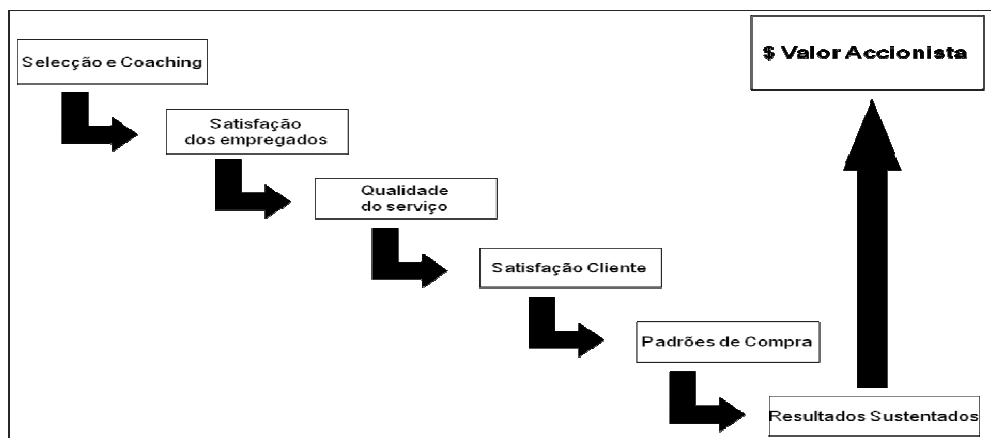 Selecção e Coaching
$ Valor Accionista
Satisfação
dos empregados
Qualidade
do serviço
Satisfação Cliente
Padrões de Compra
Resultados Sustentados